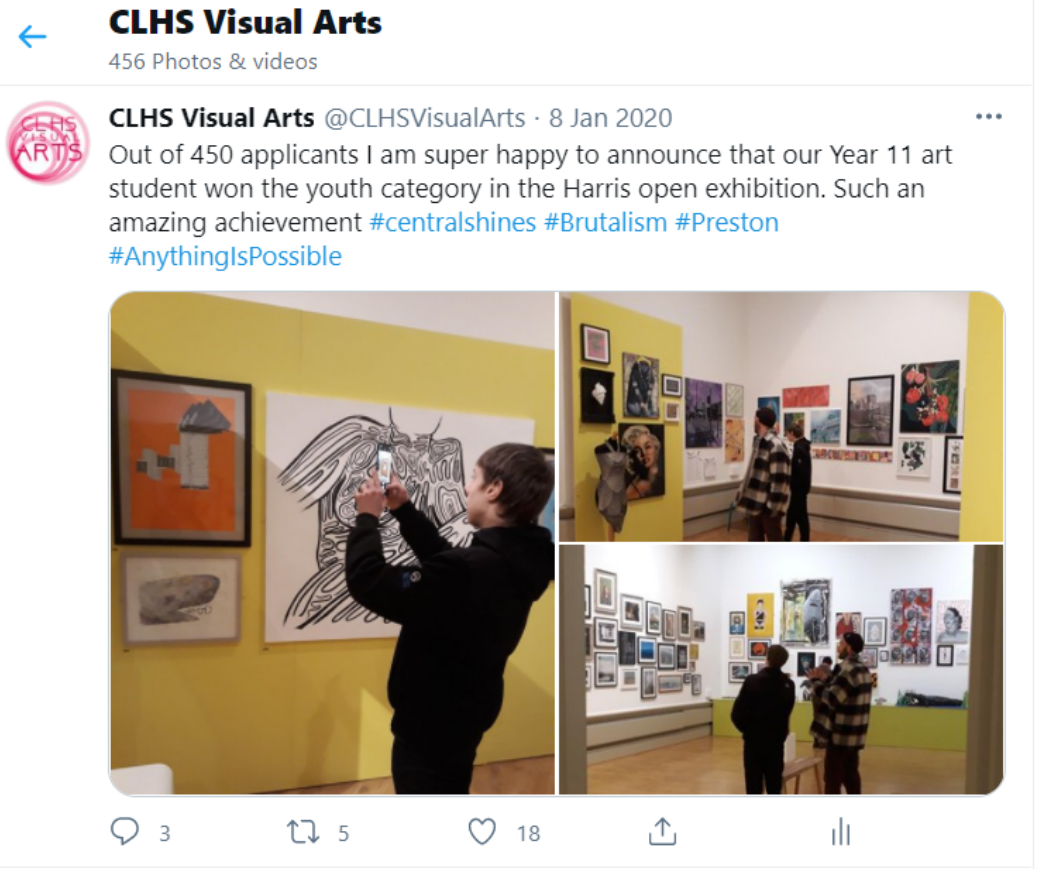 CLHS Visual Arts
456 Photos & videos
CLHS
VISUAL
ARTS
CLHS Visual Arts @CLHSVisualArts · 8 Jan 2020
Out of 450 applicants I am super happy to announce that our Year 11 art
student won the youth category in the Harris open exhibition. Such an
amazing achievement #centralshines #Brutalism #Preston
#AnythingIsPossible
3 5 18